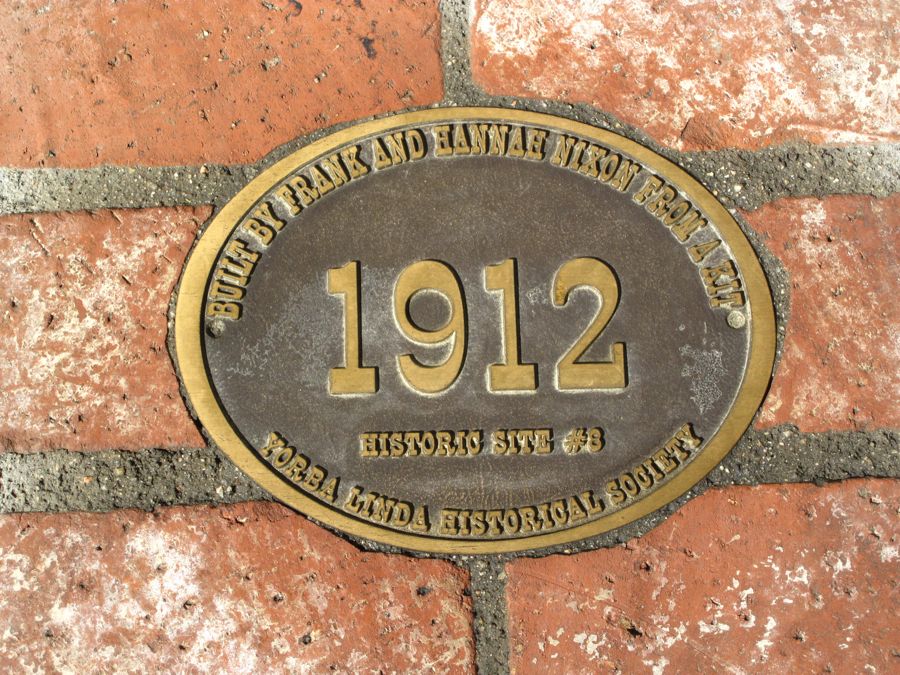 BUILT BY FRANK AND HANNAH NIXON FROM A KIT
1912
HISTORIC SITE #8
YORBA LINDA HISTORICAL SOCIETY